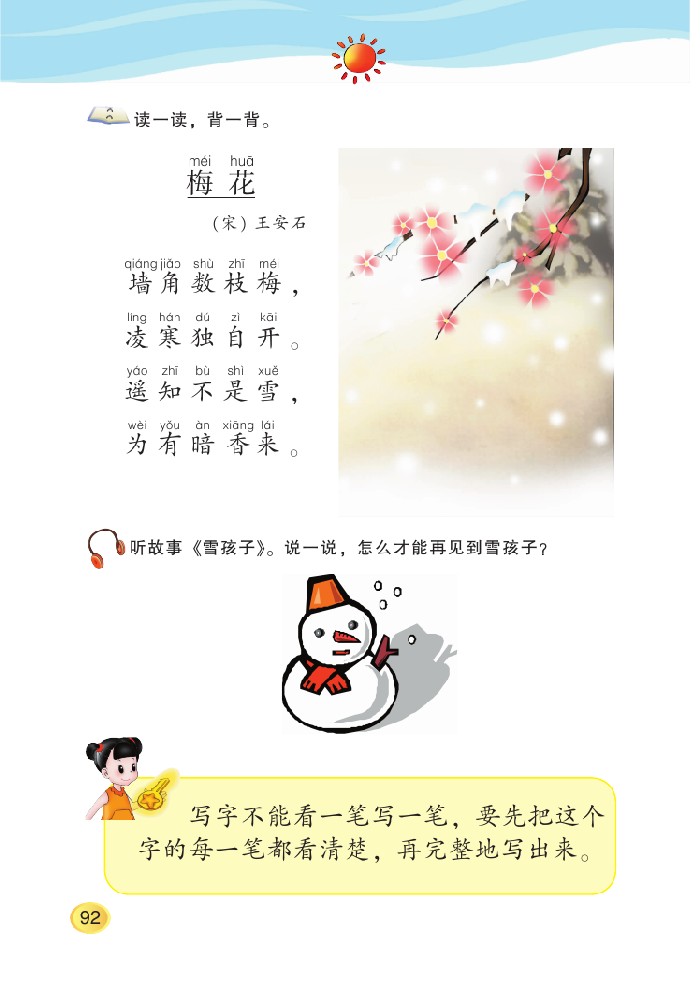 读一读，背一背。
méi huā
梅花
（宋）王安石
qiáng jiǎo shù zhī mé
墙角数枝梅，
líng hán dú zì kāi
凌寒独自开。
yáo zhī bù shì xuě
遥知不是雪，
wèi yǒu àn xiāng lái
为有暗香来。
听故事《雪孩子》。说一说，怎么才能再见到雪孩子？
写字不能看一笔写一笔，要先把这个
字的每一笔都看清楚，再完整地写出来。
92